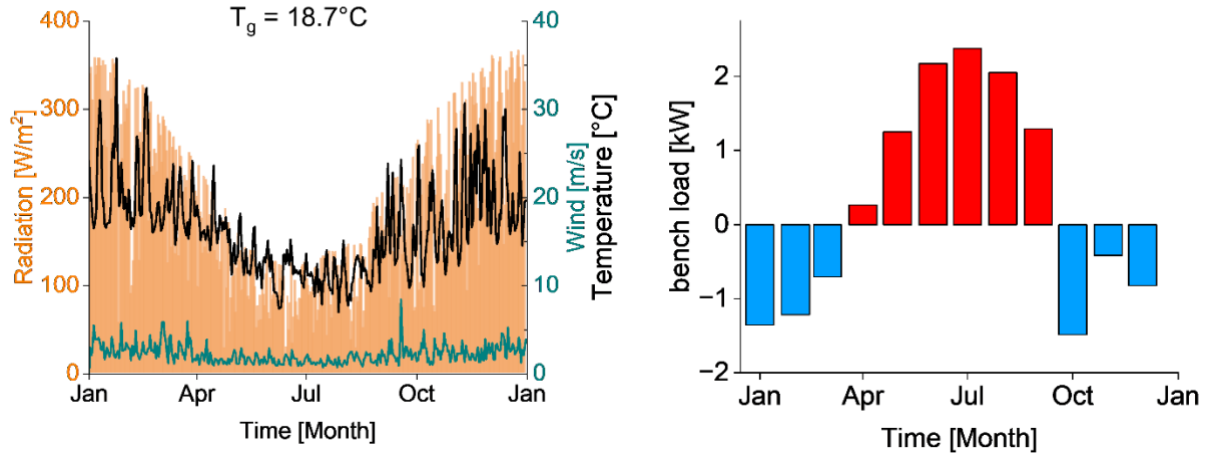 T_g = 18.7°C
Radiation [W/m²]
400
300
200
100
0
Wind [m/s]
Temperature [°C]
40
30
20
10
0
Jan
Apr
Jul
Oct
Jan
Time [Month]
bench load [kW]
2
1
0
−1
−2
Jan
Apr
Jul
Oct
Jan
Time [Month]